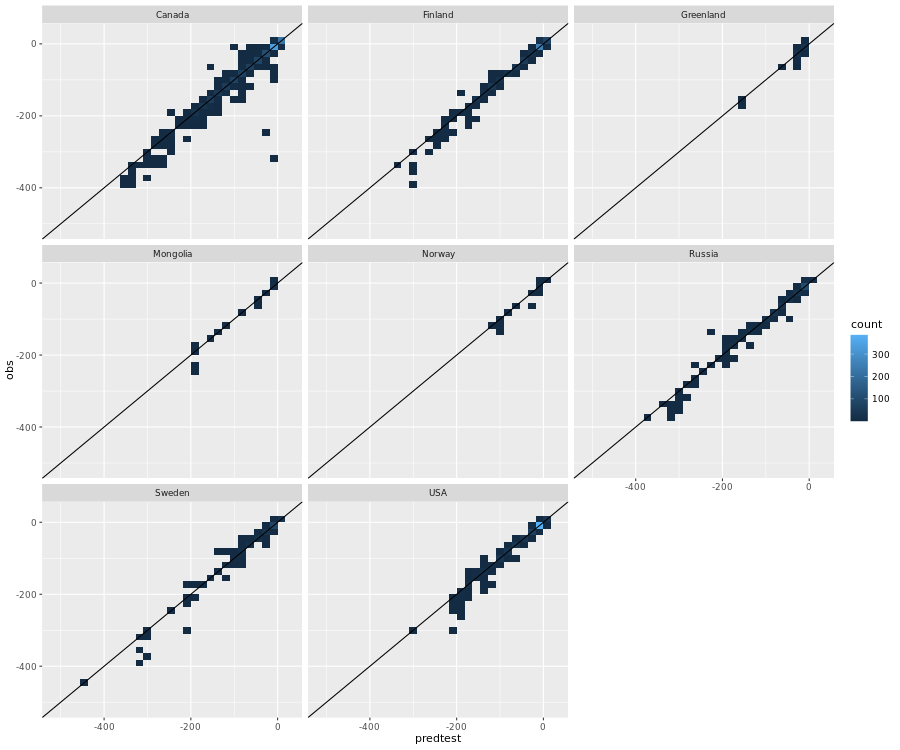 Canada Finland Greenland
0
-200
-400
Mongolia Norway Russia
0
-200
-400
-400 -200 0
Sweden USA
0
-200
-400
-400 -200 0 -400 -200 0
predtest
obs
count
300
200
100